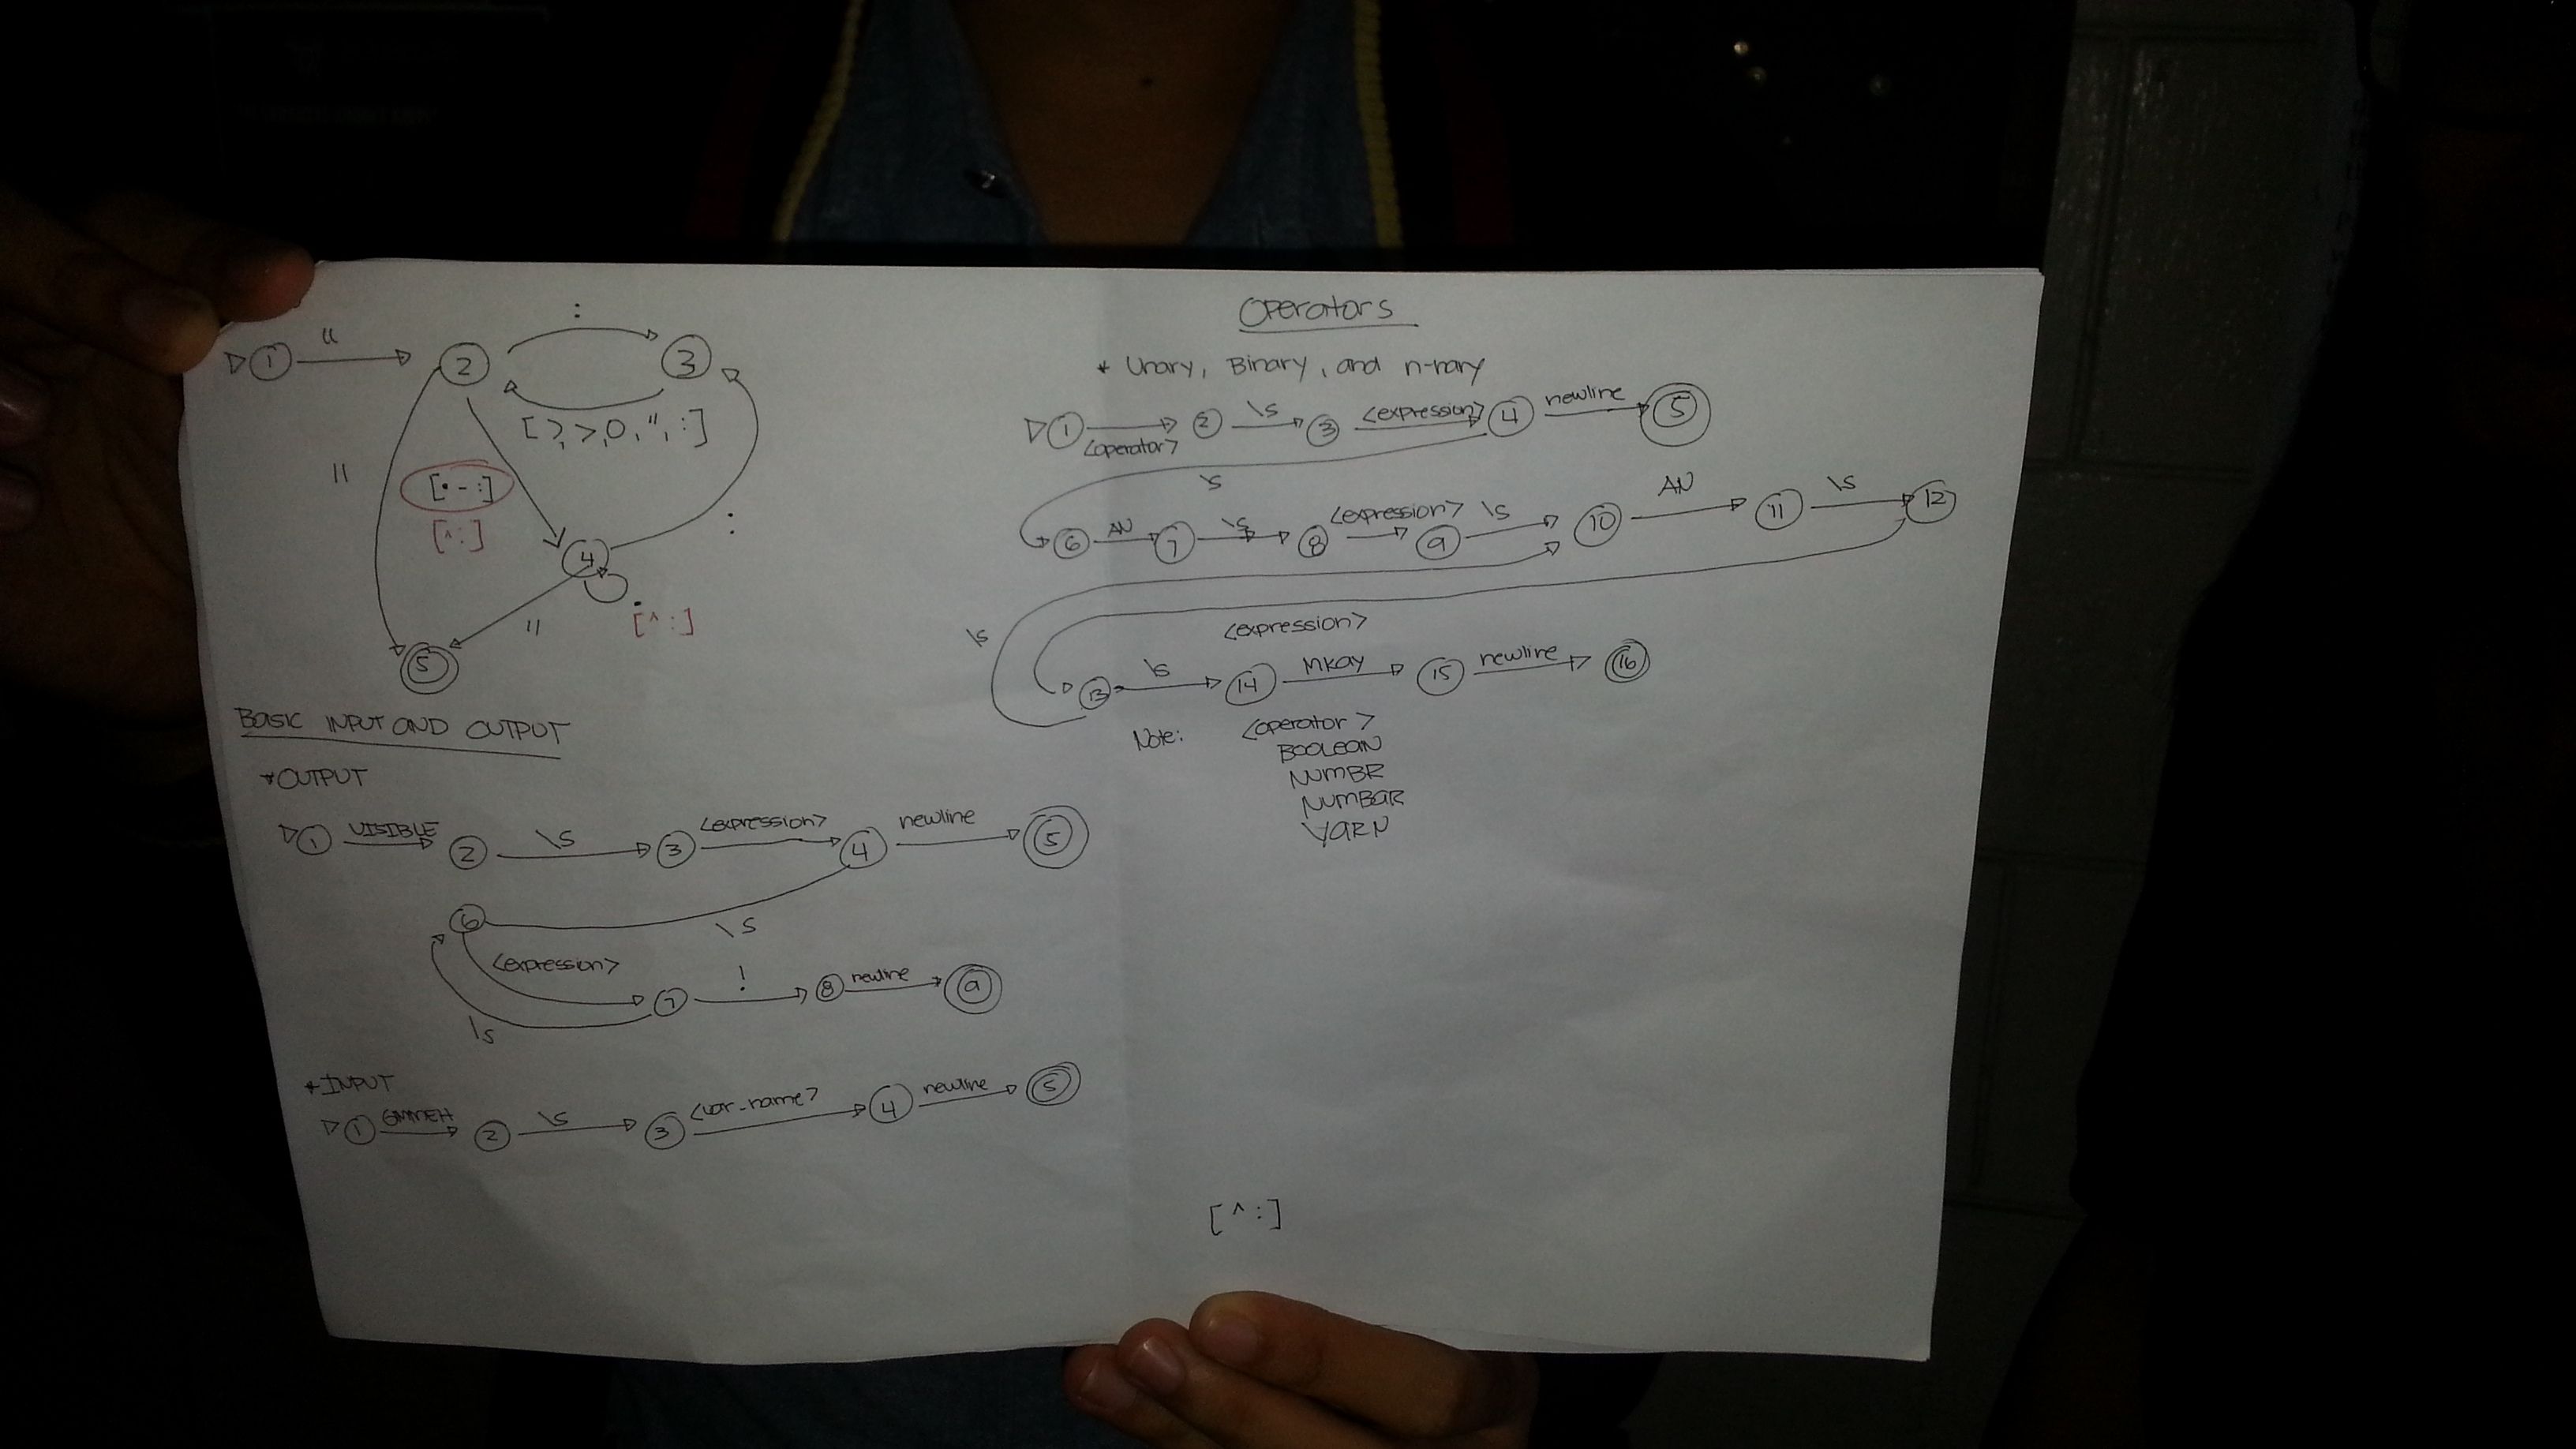 :
1 " 2 3
[ ), >, o, ", : ]
"
[• - :]
[^:]
:
4
" [^:]
5
BASIC INPUT AND OUTPUT
*OUTPUT
1 VISIBLE 2 \s 3 <expression> 4 newline 5
6
\s
<expression>
7 ! 8 newline 9
\s
*INPUT
1 GIMMEH 2 \s 3 <var_name> 4 newline 5
Operators
* Unary, Binary, and n-nary
1 <operator> 2 \s 3 <expression> 4 newline 5
\s
6 AN 7 \s 8 <expression> 9 \s 10 AN 11 \s 12
\s
<expression>
13 \s 14 MKAY 15 newline 16
Note: <operator>
BOOLEAN
NUMBR
NUMBAR
YARN
[^:]